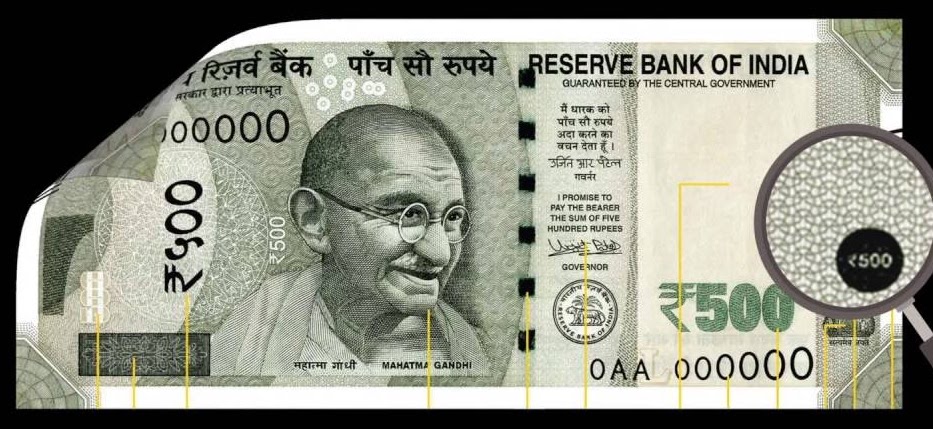 रिज़र्व बैंक
पाँच सौ रुपये
RESERVE BANK OF INDIA
सरकार द्वारा प्रत्याभूत
GUARANTEED BY THE CENTRAL GOVERNMENT
000000
मैं धारक को
पाँच सौ रुपये
अदा करने का
वचन देता हूँ ।
उर्जित आर पटेल
गवर्नर
I PROMISE TO
PAY THE BEARER
THE SUM OF FIVE
HUNDRED RUPEES
GOVERNOR
₹५००
₹500
₹500
₹500
भारतीय रिज़र्व बैंक
RESERVE BANK OF INDIA
महात्मा गांधी
MAHATMA GANDHI
0AA 000000
सत्यमेव जयते